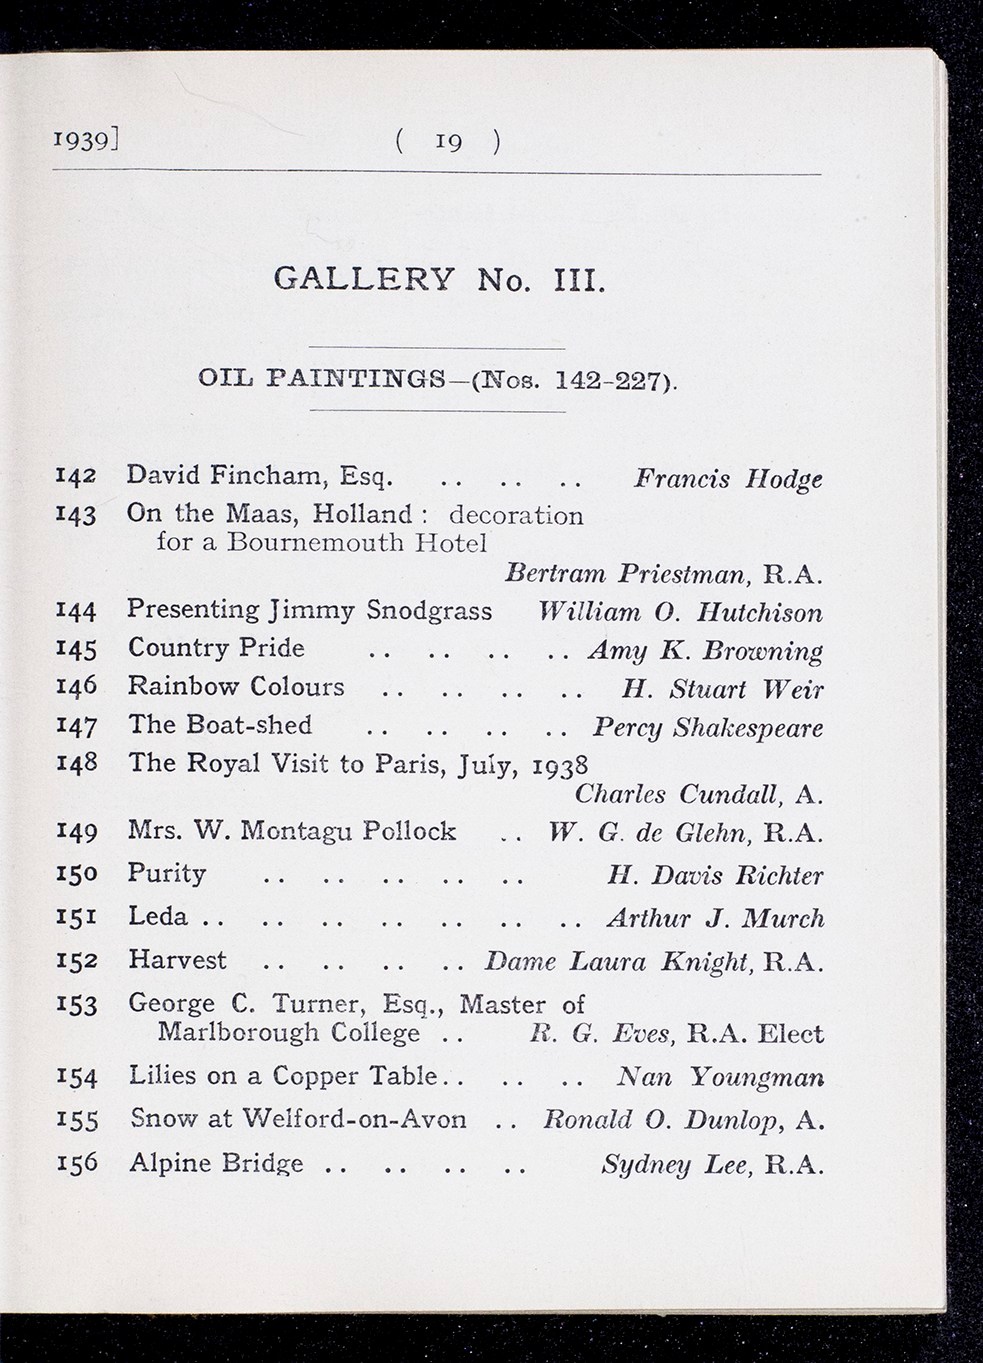 1939] ( 19 )
GALLERY No. III.
OIL PAINTINGS—(Nos. 142-227).
142 David Fincham, Esq. .. .. .. Francis Hodge
143 On the Maas, Holland : decoration
for a Bournemouth Hotel
Bertram Priestman, R.A.
144 Presenting Jimmy Snodgrass William O. Hutchison
145 Country Pride .. .. .. .. Amy K. Browning
146 Rainbow Colours .. .. .. .. H. Stuart Weir
147 The Boat-shed .. .. .. .. Percy Shakespeare
148 The Royal Visit to Paris, July, 1938
Charles Cundall, A.
149 Mrs. W. Montagu Pollock .. W. G. de Glehn, R.A.
150 Purity .. .. .. .. .. H. Davis Richter
151 Leda .. .. .. .. .. .. .. Arthur J. Murch
152 Harvest .. .. .. .. Dame Laura Knight, R.A.
153 George C. Turner, Esq., Master of
Marlborough College .. R. G. Eves, R.A. Elect
154 Lilies on a Copper Table .. .. .. Nan Youngman
155 Snow at Welford-on-Avon .. Ronald O. Dunlop, A.
156 Alpine Bridge .. .. .. .. Sydney Lee, R.A.